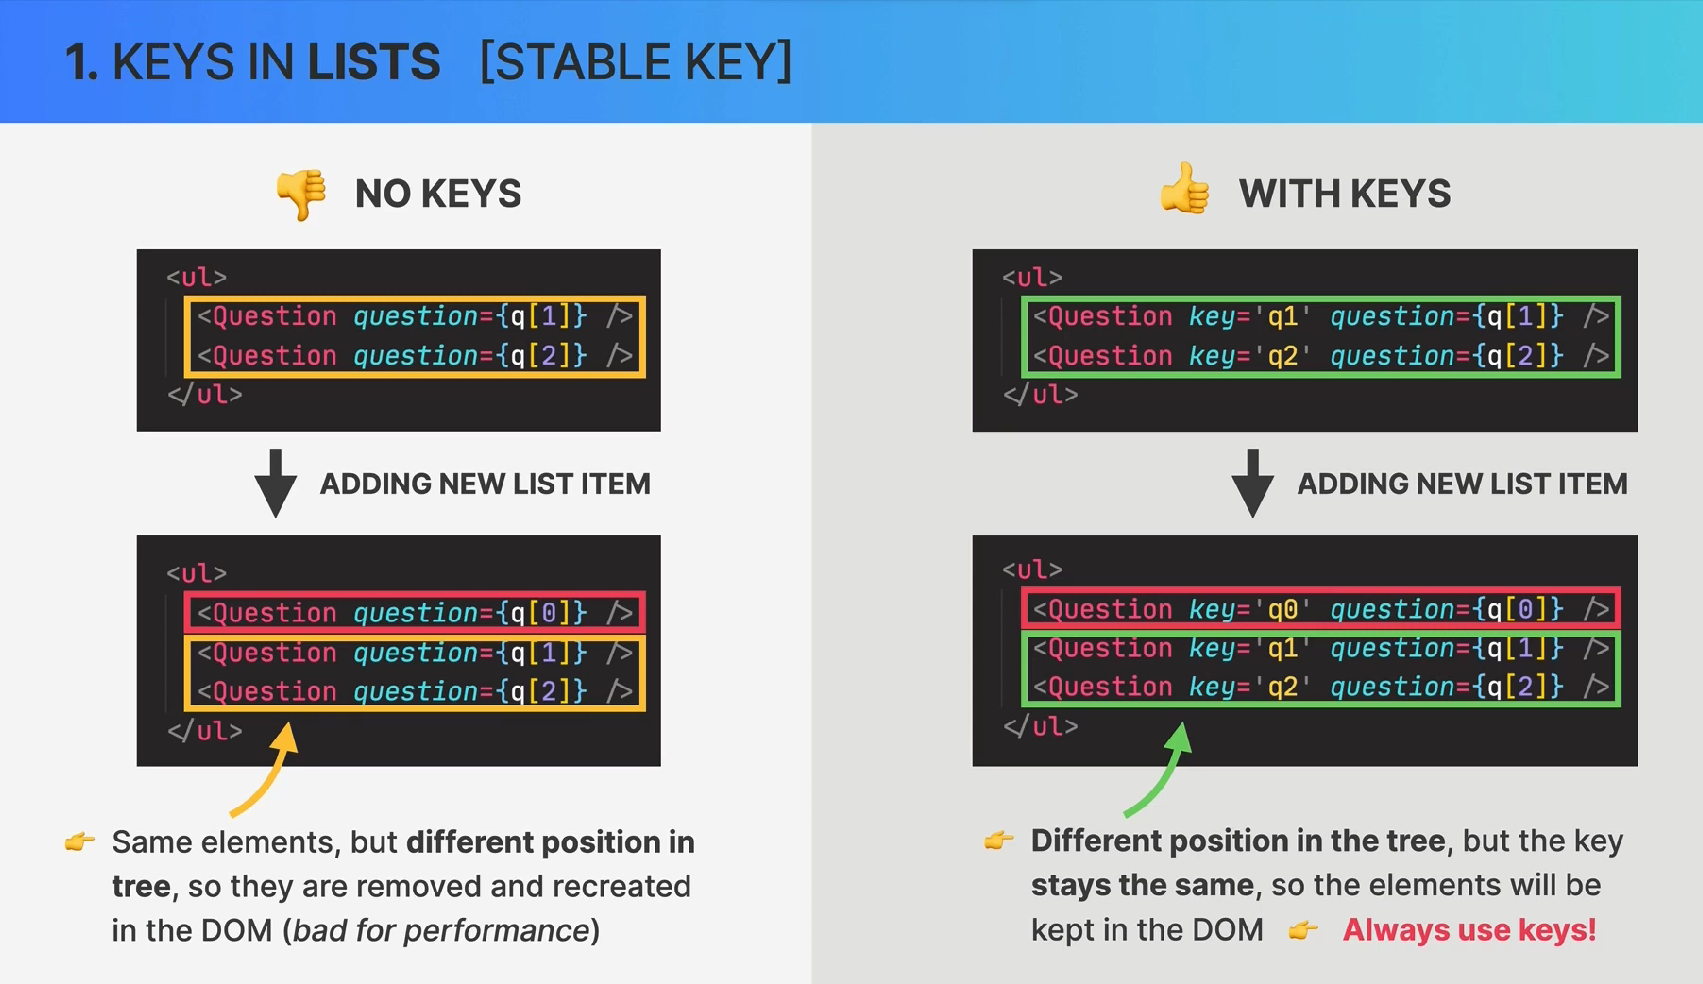 1. KEYS IN LISTS [STABLE KEY]
NO KEYS
<ul>
<Question question={q[1]} />
<Question question={q[2]} />
</ul>
ADDING NEW LIST ITEM
<ul>
<Question question={q[0]} />
<Question question={q[1]} />
<Question question={q[2]} />
</ul>
Same elements, but different position in
tree, so they are removed and recreated
in the DOM (bad for performance)
WITH KEYS
<ul>
<Question key='q1' question={q[1]} />
<Question key='q2' question={q[2]} />
</ul>
ADDING NEW LIST ITEM
<ul>
<Question key='q0' question={q[0]} />
<Question key='q1' question={q[1]} />
<Question key='q2' question={q[2]} />
</ul>
Different position in the tree, but the key
stays the same, so the elements will be
kept in the DOM 👉 Always use keys!